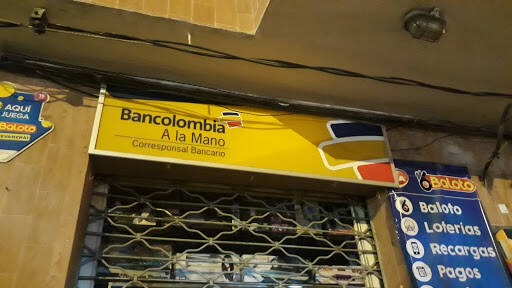 AQUÍ
JUEGA
Baloto
Bancolombia
A la Mano
Corresponsal Bancario
Baloto
Baloto
Loterías
Recargas
Pagos